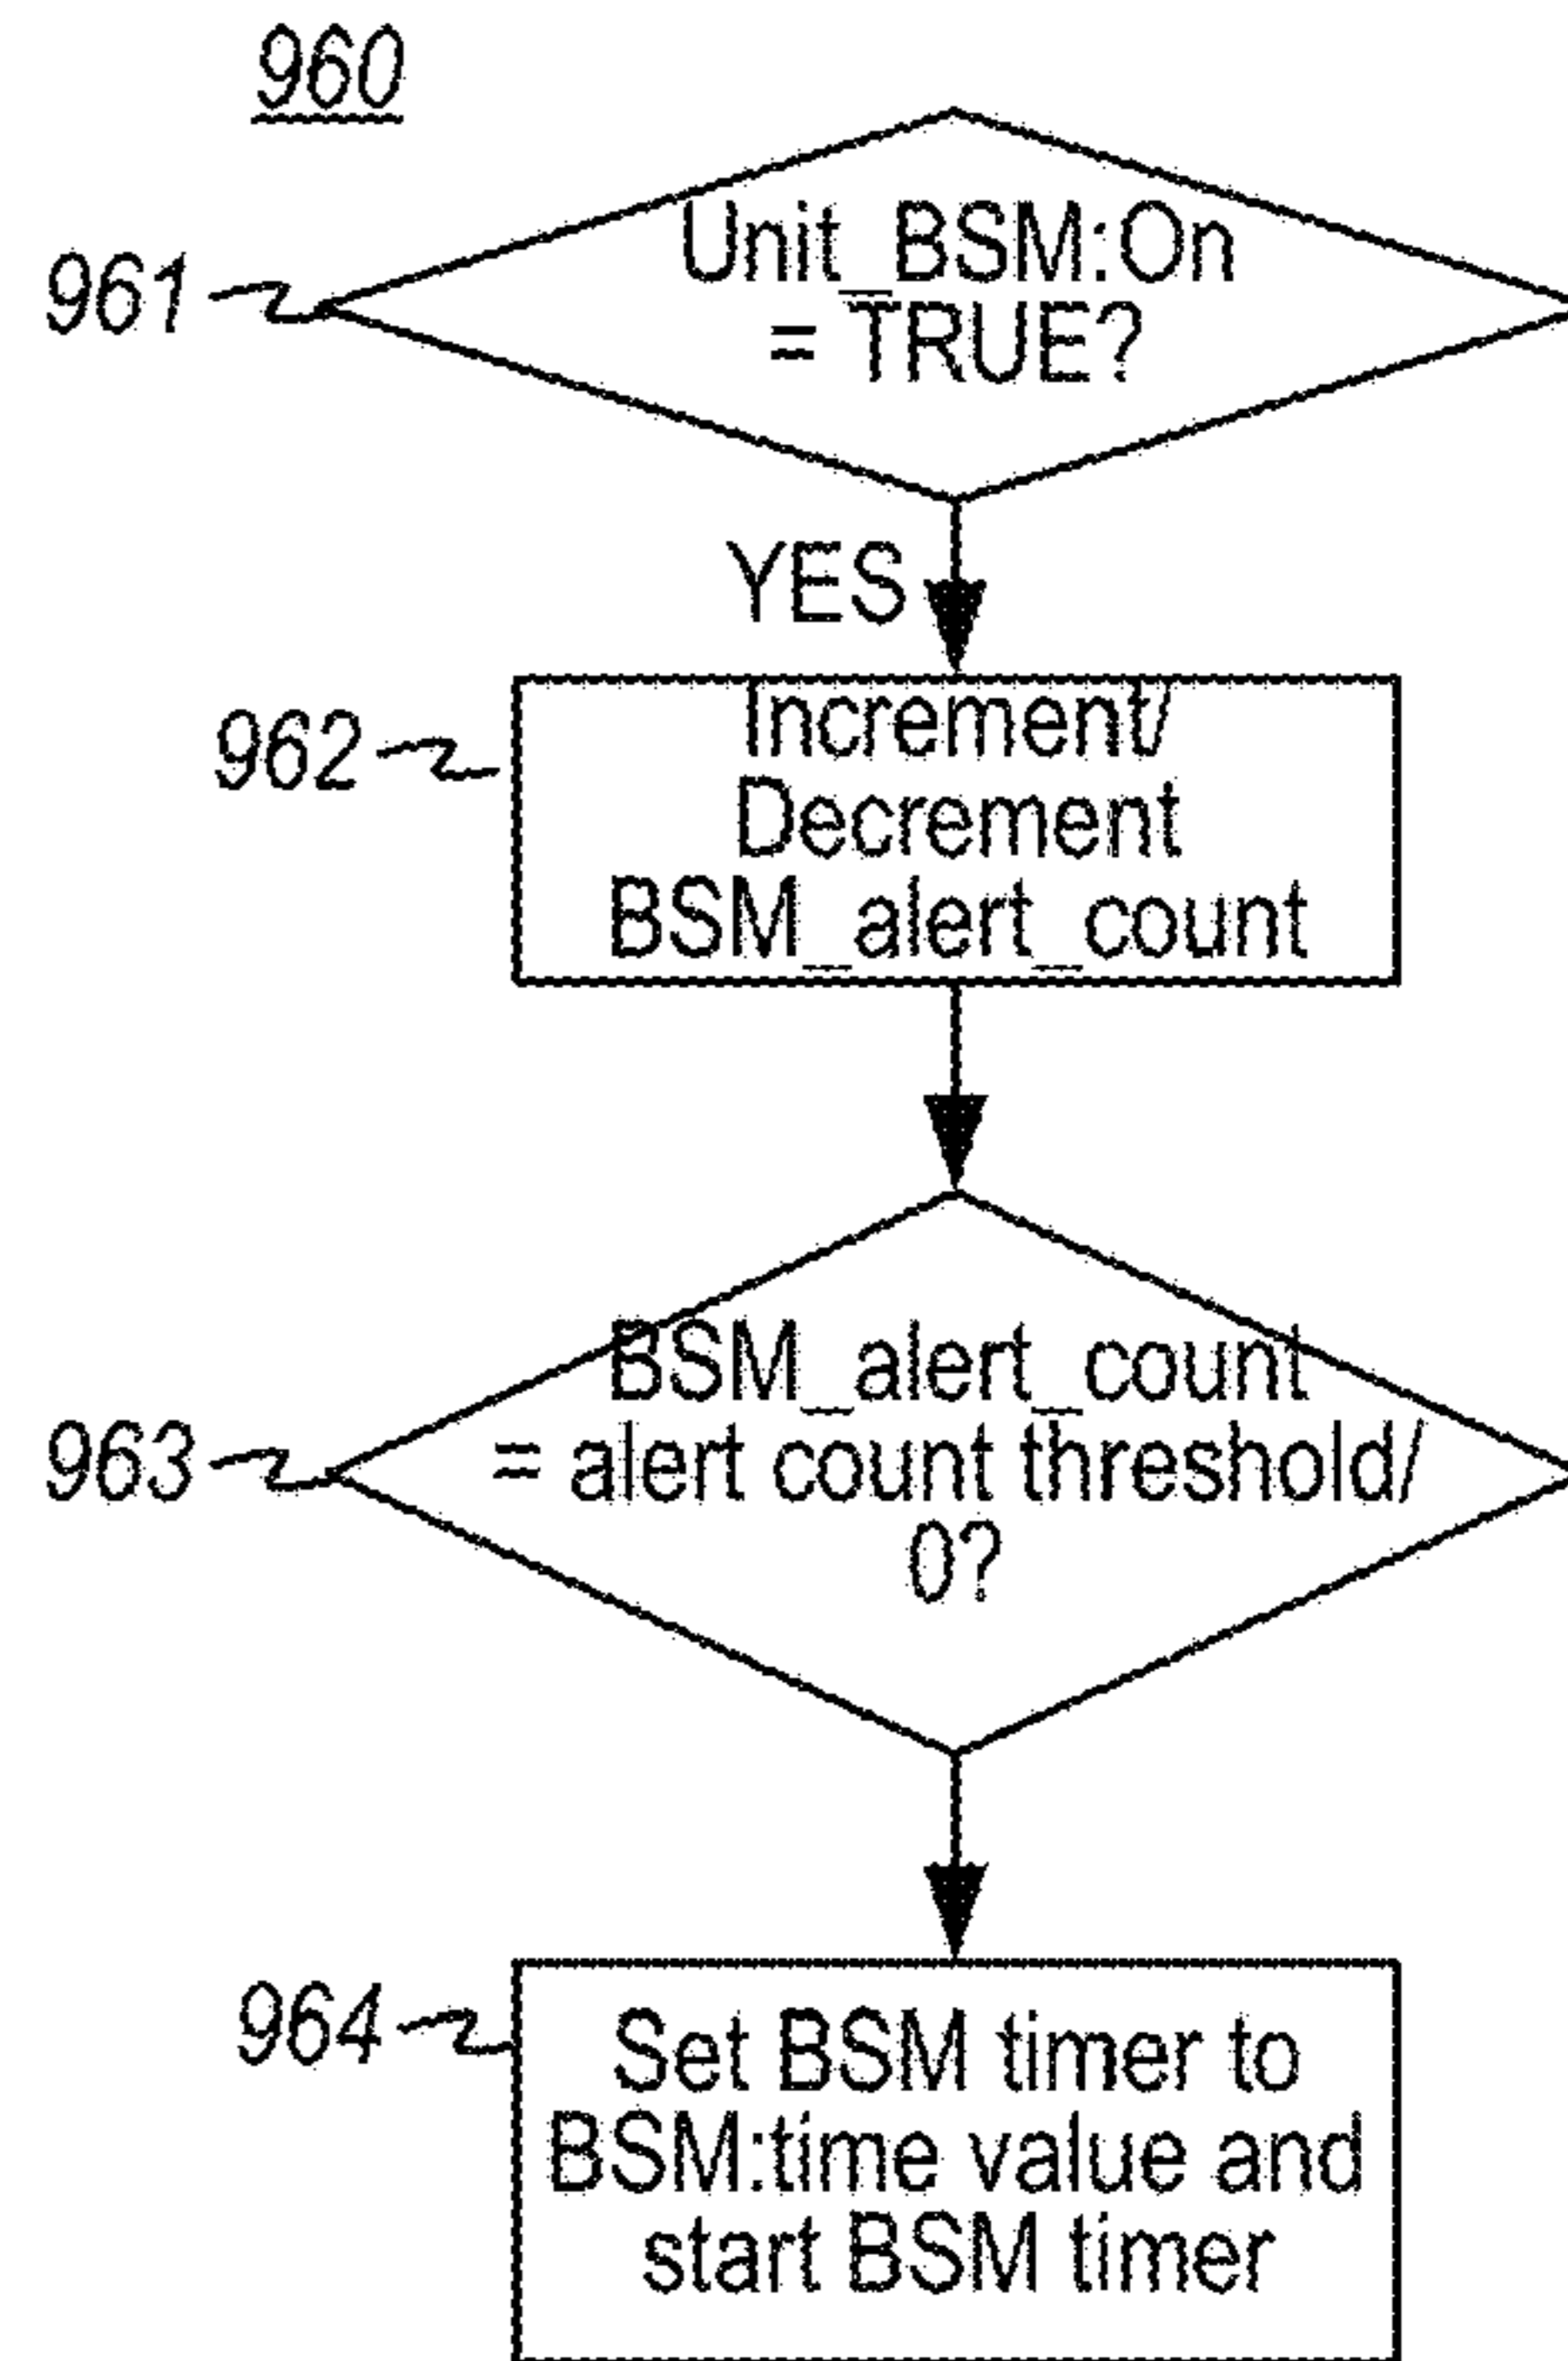 960
961
Unit_BSM:On
= TRUE?
YES
962
Increment/
Decrement
BSM_alert_count
963
BSM_alert_count
= alert count threshold/
0?
964
Set BSM timer to
BSM:time value and
start BSM timer